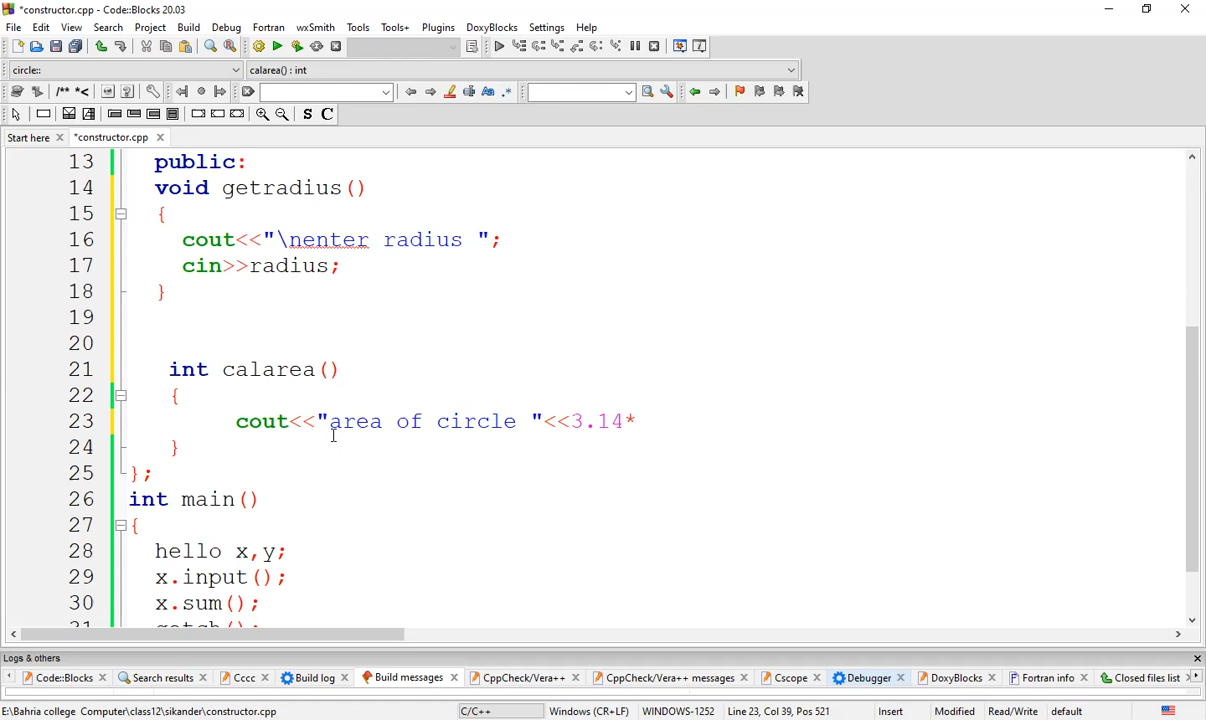 *constructor.cpp - Code::Blocks 20.03
File Edit View Search Project Build Debug Fortran wxSmith Tools Tools+ Plugins DoxyBlocks Settings Help
circle:: calarea() : int
/** *< .*
S C
Start here *constructor.cpp
13 public:
14 void getradius()
15 {
16 cout<<"\nenter radius ";
17 cin>>radius;
18 }
19
20
21 int calarea()
22 {
23 cout<<"area of circle "<<3.14*
24 }
25 };
26 int main()
27 {
28 hello x,y;
29 x.input();
30 x.sum();
31 getch();
Logs & others
Code::Blocks Search results Cccc Build log Build messages CppCheck/Vera++ CppCheck/Vera++ messages Cscope Debugger DoxyBlocks Fortran info Closed files list
E:\Bahria college Computer\class12\sikander\constructor.cpp C/C++ Windows (CR+LF) WINDOWS-1252 Line 23, Col 39, Pos 521 Insert Modified Read/Write default